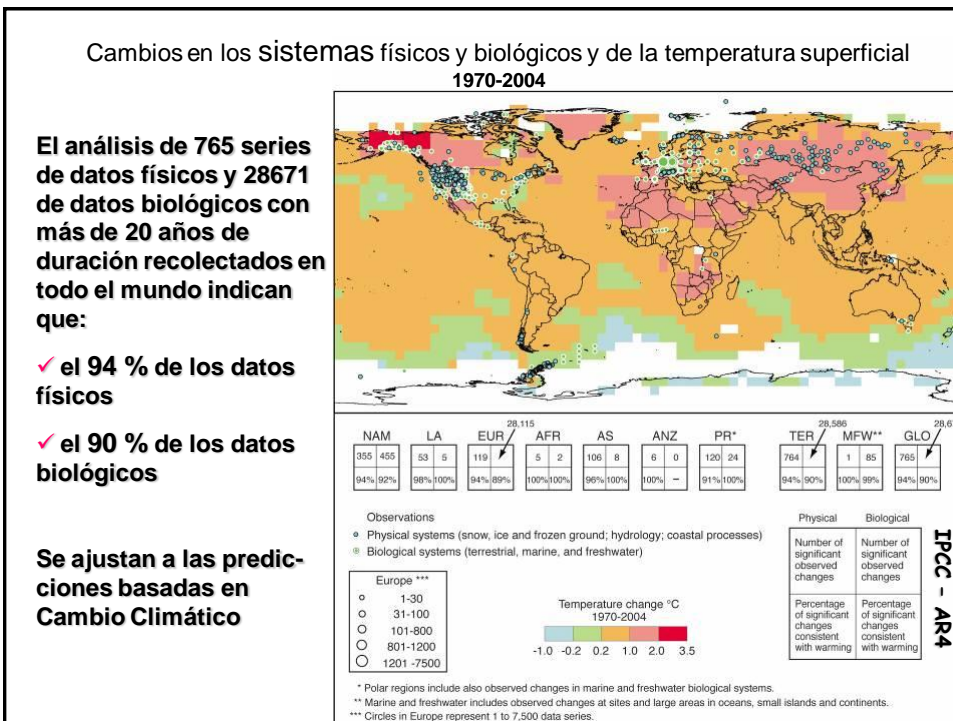 Cambios en los sistemas físicos y biológicos y de la temperatura superficial
1970-2004
El análisis de 765 series
de datos físicos y 28671
de datos biológicos con
más de 20 años de
duración recolectados en
todo el mundo indican
que:
✓ el 94 % de los datos
físicos
✓ el 90 % de los datos
biológicos
Se ajustan a las predic-
ciones basadas en
Cambio Climático
28,115 28,586
NAM LA EUR AFR AS ANZ PR* TER MFW** GLO
355 455 53 5 119 5 2 106 8 6 0 120 24 764 1 85 765
94% 92% 98% 100% 94% 89% 100% 100% 96% 100% 100% – 91% 100% 94% 90% 100% 99% 94% 90%
Observations
Physical systems (snow, ice and frozen ground; hydrology; coastal processes)
Biological systems (terrestrial, marine, and freshwater)
Europe ***
1-30
31-100
101-800
801-1200
1201 -7500
Temperature change °C
1970-2004
-1.0 -0.2 0.2 1.0 2.0 3.5
Physical Biological
Number of significant observed changes
Number of significant observed changes
Percentage of significant changes consistent with warming
Percentage of significant changes consistent with warming
IPCC - AR4
* Polar regions include also observed changes in marine and freshwater biological systems.
** Marine and freshwater includes observed changes at sites and large areas in oceans, small islands and continents.
*** Circles in Europe represent 1 to 7,500 data series.